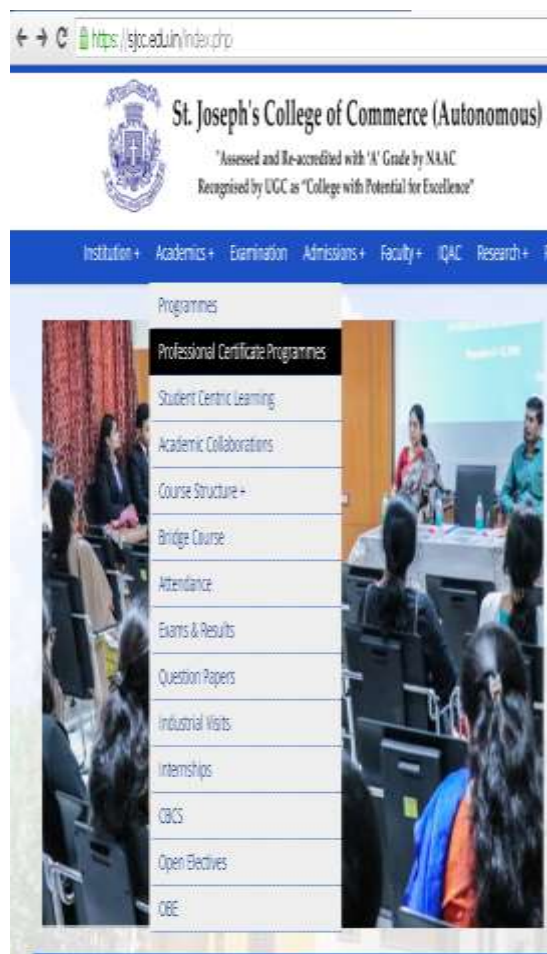 https://sjcc.edu.in/index.php
St. Joseph's College of Commerce (Autonomous)
"Assessed and Re-accredited with 'A' Grade by NAAC
Recognised by UGC as "College with Potential for Excellence"
Institution + Academics + Examination Admissions + Faculty + IQAC Research +
Programmes
Professional Certificate Programmes
Student Centric Learning
Academic Collaborations
Course Structure +
Bridge Course
Attendance
Exams & Results
Question Papers
Industrial Visits
Internships
CBCS
Open Electives
OBE